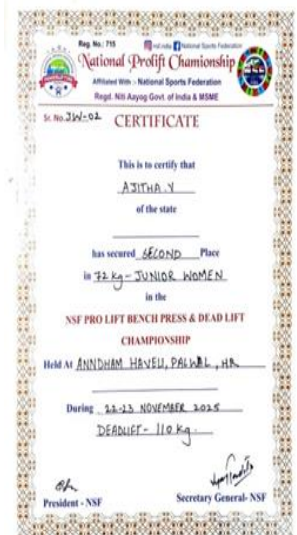 Reg. No.: 715 nsf.india National Sports Federation
National Prolift Chamionship
Affiliated With :- National Sports Federation
Regd. Niti Aayog Govt. of India & MSME
Sr. No. JW-02
CERTIFICATE
This is to certify that
AJITHA.Y
of the state
has secured SECOND Place
in 72 kg - JUNIOR WOMEN
in the
NSF PRO LIFT BENCH PRESS & DEAD LIFT
CHAMPIONSHIP
Held At ANNDHAM HAVELI, PALWAL, HR
During 22-23 NOVEMBER 2025
DEADLIFT- 110 kg.
President - NSF
Secretary General- NSF